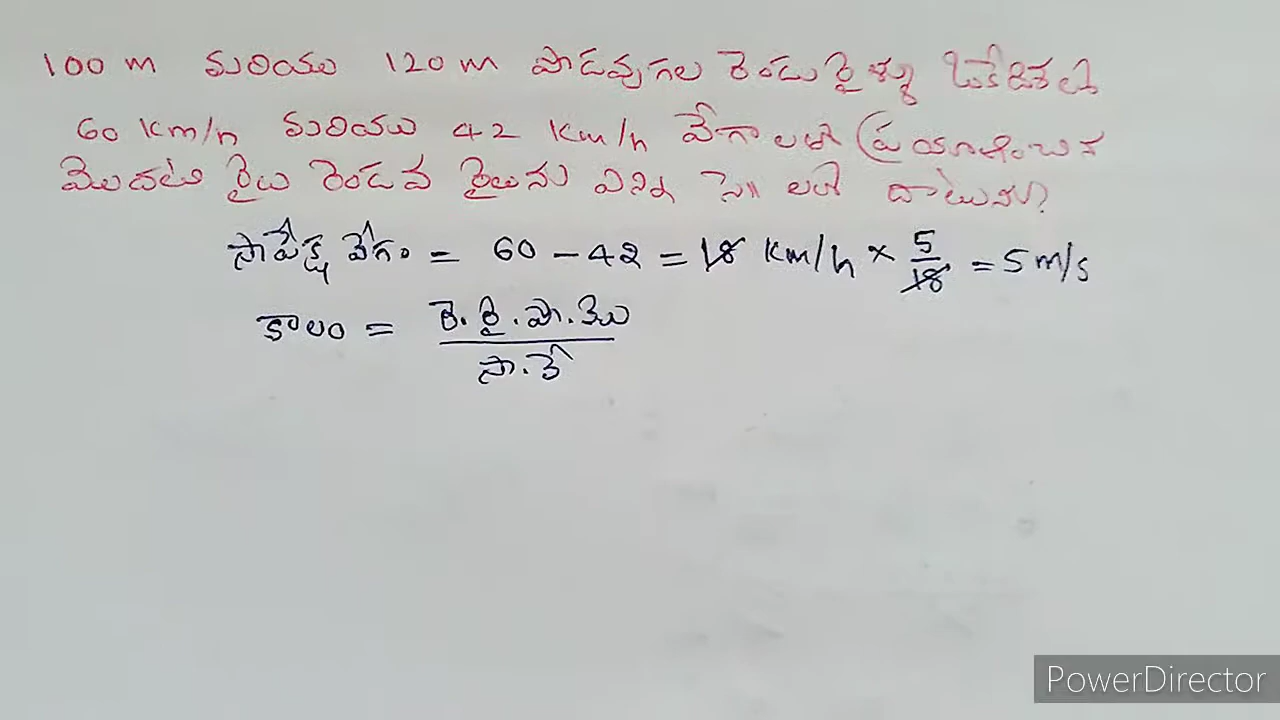 100 m మరియు 120 m పొడవుగల రెండు రైళ్ళు ఒకే దిశలో
60 km/h మరియు 42 km/h వేగాలతో ప్రయాణించిన
మొదటి రైలు రెండవ రైలును ఎన్ని సె॥ లలో దాటును?
సాపేక్ష వేగం = 60 - 42 = 18 km/h × 5/18 = 5 m/s
కాలం = రె.రై.పొ.మొ
సా.వే
PowerDirector